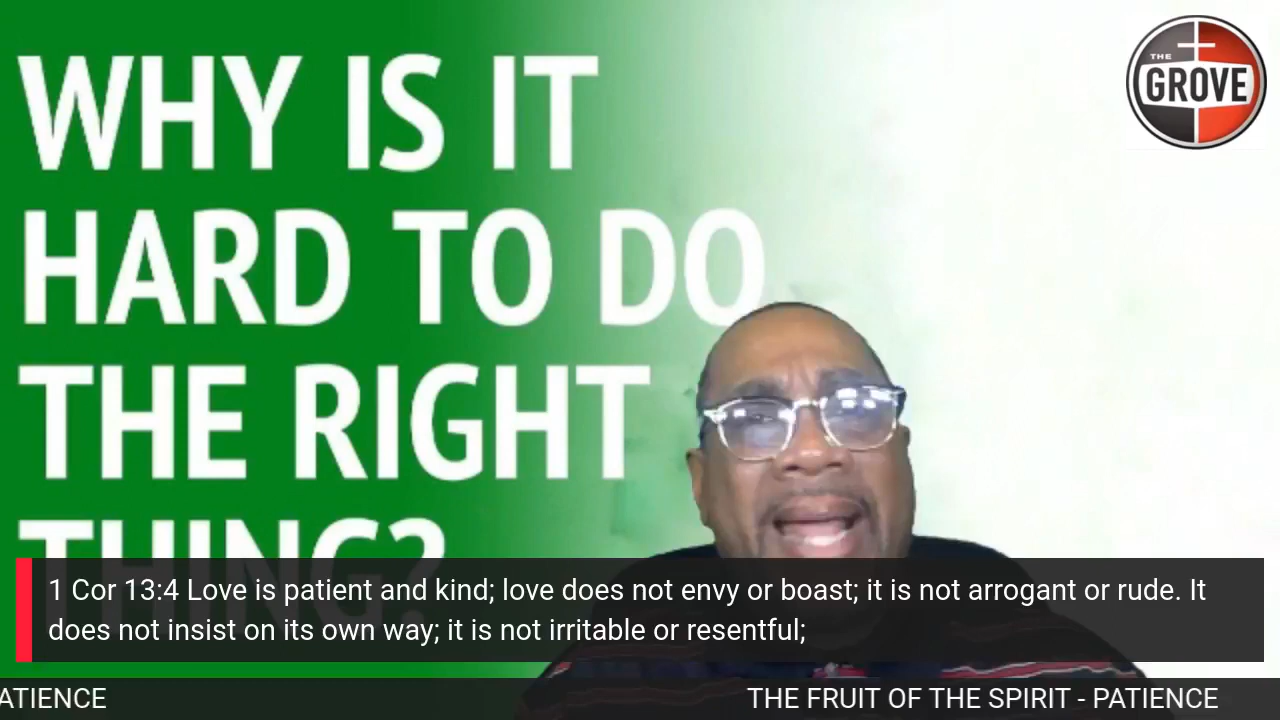 WHY IS IT
HARD TO DO
THE RIGHT
THING?
THE
GROVE
1 Cor 13:4 Love is patient and kind; love does not envy or boast; it is not arrogant or rude. It
does not insist on its own way; it is not irritable or resentful;
ATIENCE
THE FRUIT OF THE SPIRIT - PATIENCE